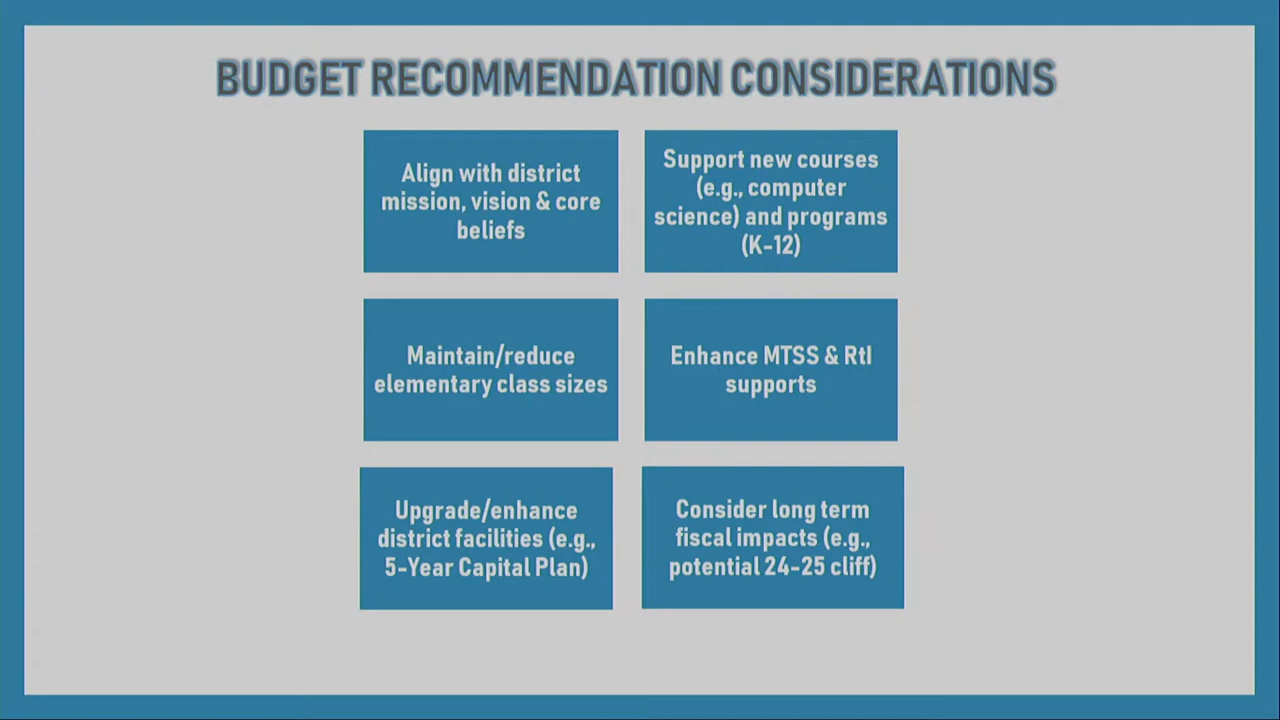 BUDGET RECOMMENDATION CONSIDERATIONS
Align with district
mission, vision & core
beliefs
Support new courses
(e.g., computer
science) and programs
(K-12)
Maintain/reduce
elementary class sizes
Enhance MTSS & RtI
supports
Upgrade/enhance
district facilities (e.g.,
5-Year Capital Plan)
Consider long term
fiscal impacts (e.g.,
potential 24-25 cliff)